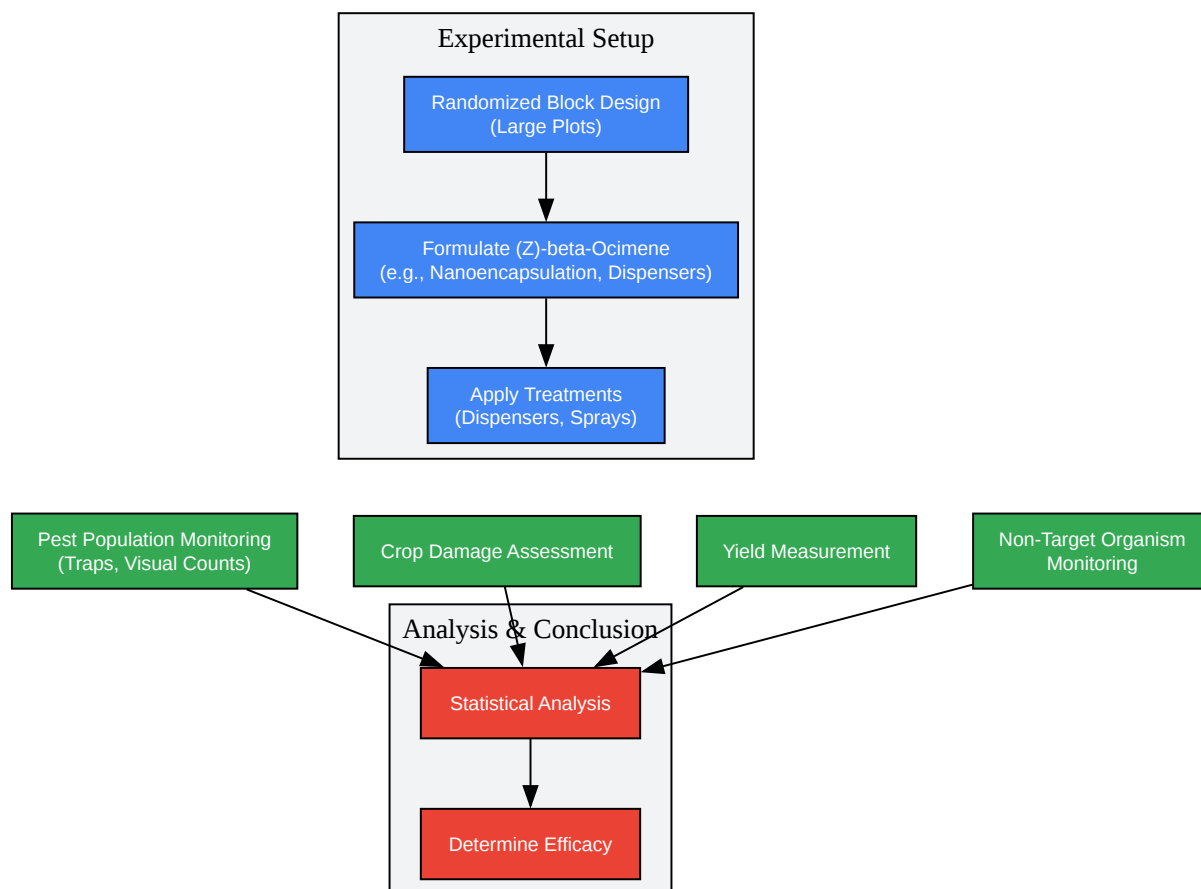 Experimental Setup
Randomized Block Design
(Large Plots)
Formulate (Z)-beta-Ocimene
(e.g., Nanoencapsulation, Dispensers)
Apply Treatments
(Dispensers, Sprays)
Pest Population Monitoring
(Traps, Visual Counts)
Crop Damage Assessment
Yield Measurement
Non-Target Organism
Monitoring
Analysis & Conclusion
Statistical Analysis
Determine Efficacy